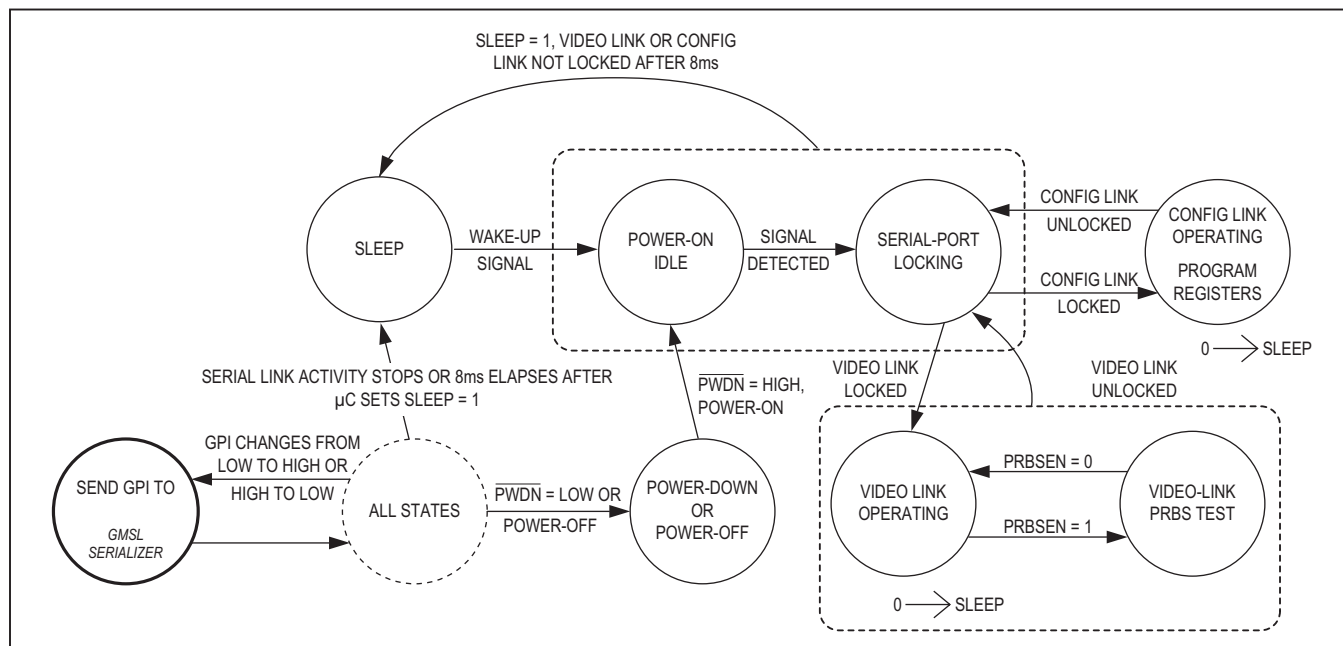 SLEEP = 1, VIDEO LINK OR CONFIG
LINK NOT LOCKED AFTER 8ms
SLEEP
WAKE-UP
SIGNAL
POWER-ON
IDLE
SIGNAL
DETECTED
SERIAL-PORT
LOCKING
CONFIG LINK
UNLOCKED
CONFIG LINK
LOCKED
CONFIG LINK
OPERATING
PROGRAM
REGISTERS
0 → SLEEP
SERIAL LINK ACTIVITY STOPS OR 8ms ELAPSES AFTER
µC SETS SLEEP = 1
PWDN = HIGH,
POWER-ON
VIDEO LINK
LOCKED
VIDEO LINK
UNLOCKED
GPI CHANGES FROM
LOW TO HIGH OR
HIGH TO LOW
SEND GPI TO
GMSL
SERIALIZER
ALL STATES
PWDN = LOW OR
POWER-OFF
POWER-DOWN
OR
POWER-OFF
VIDEO LINK
OPERATING
PRBSEN = 0
PRBSEN = 1
VIDEO-LINK
PRBS TEST
0 → SLEEP